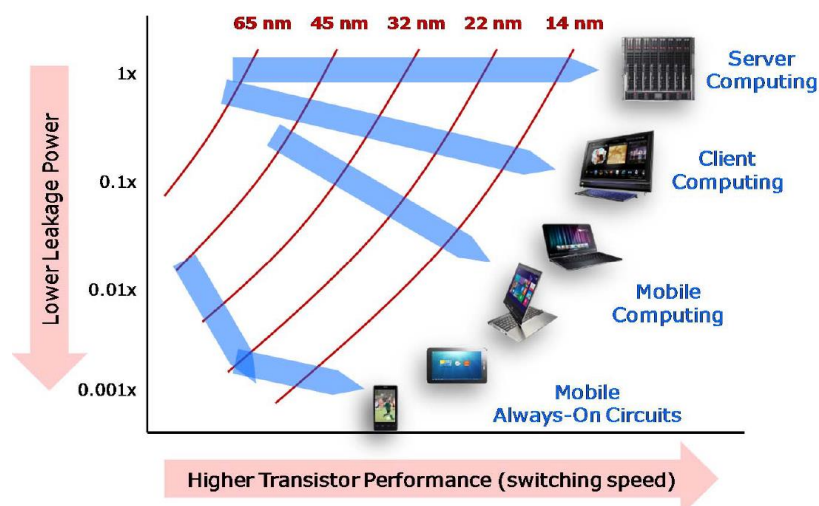 65 nm 45 nm 32 nm 22 nm 14 nm
1x
0.1x
0.01x
0.001x
Lower Leakage Power
Server
Computing
Client
Computing
Mobile
Computing
Mobile
Always-On Circuits
Higher Transistor Performance (switching speed)